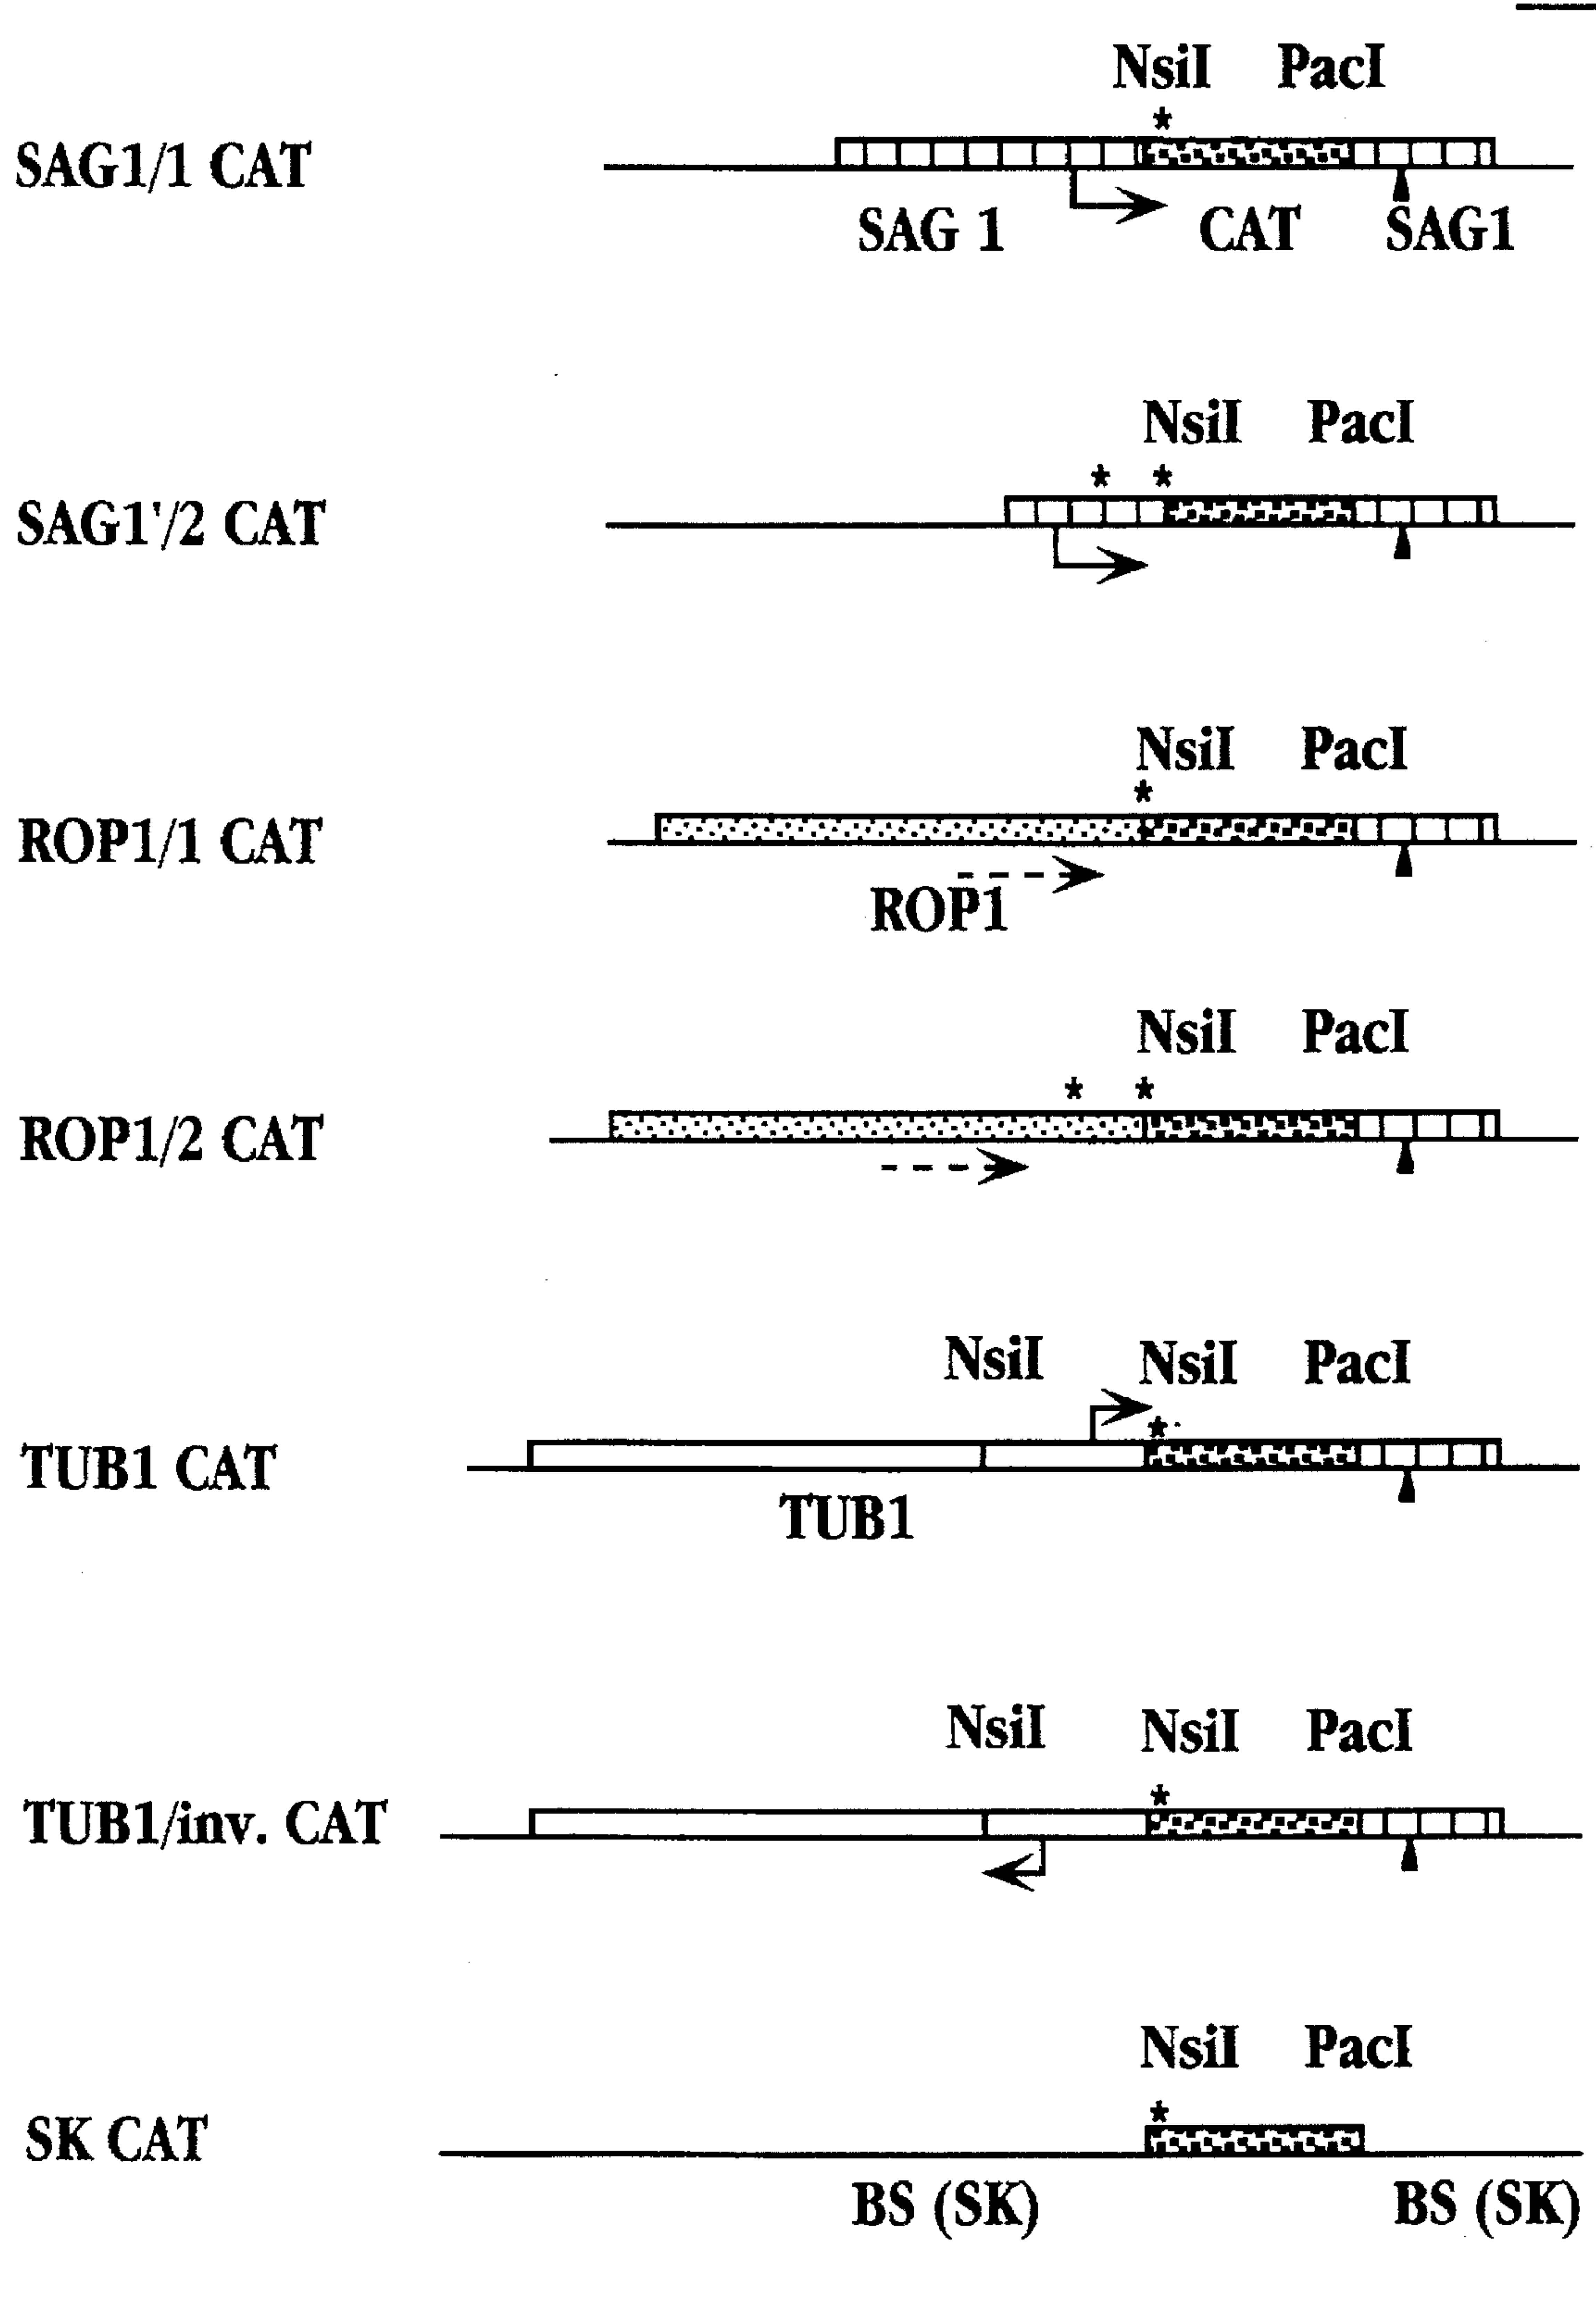 NsiI PacI
*
SAG1/1 CAT
SAG 1 CAT SAG1
NsiI PacI
* *
SAG1'/2 CAT
NsiI PacI
*
ROP1/1 CAT
ROP1
NsiI PacI
* *
ROP1/2 CAT
NsiI NsiI PacI
*
TUB1 CAT
TUB1
NsiI NsiI PacI
*
TUB1/inv. CAT
NsiI PacI
*
SK CAT
BS (SK) BS (SK)